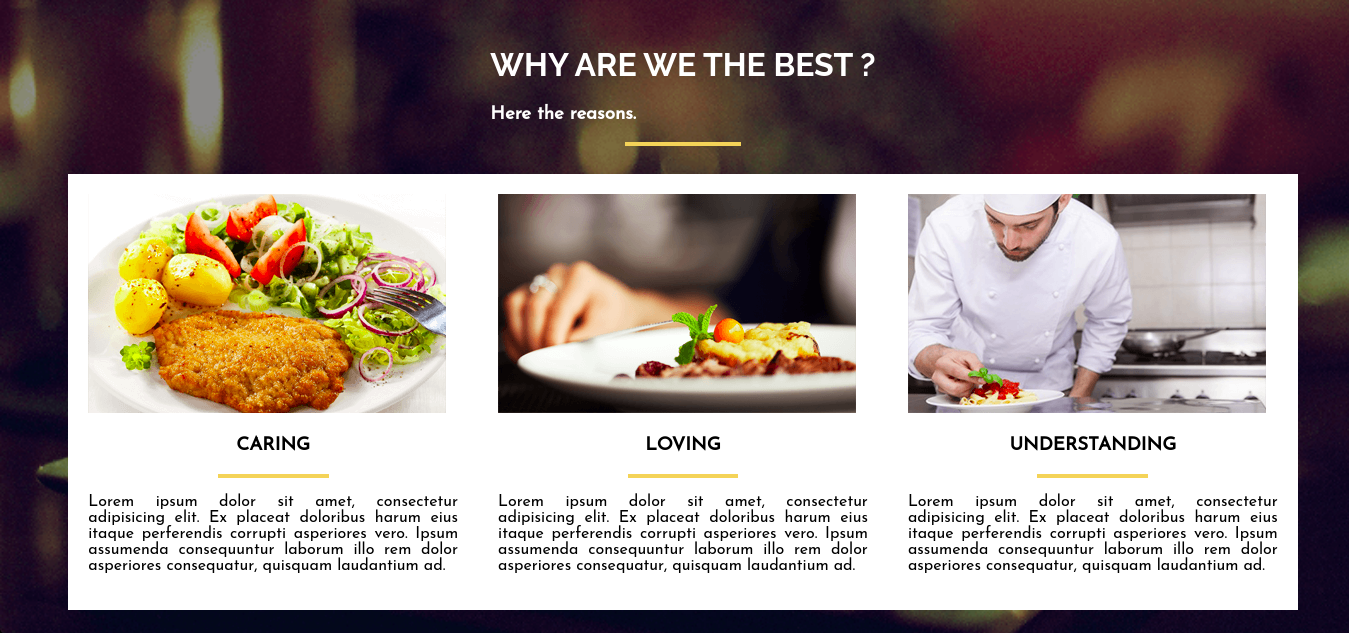 WHY ARE WE THE BEST ?
Here the reasons.
CARING
Lorem ipsum dolor sit amet, consectetur
adipisicing elit. Ex placeat doloribus harum eius
itaque perferendis corrupti asperiores vero. Ipsum
assumenda consequuntur laborum illo rem dolor
asperiores consequatur, quisquam laudantium ad.
LOVING
Lorem ipsum dolor sit amet, consectetur
adipisicing elit. Ex placeat doloribus harum eius
itaque perferendis corrupti asperiores vero. Ipsum
assumenda consequuntur laborum illo rem dolor
asperiores consequatur, quisquam laudantium ad.
UNDERSTANDING
Lorem ipsum dolor sit amet, consectetur
adipisicing elit. Ex placeat doloribus harum eius
itaque perferendis corrupti asperiores vero. Ipsum
assumenda consequuntur laborum illo rem dolor
asperiores consequatur, quisquam laudantium ad.